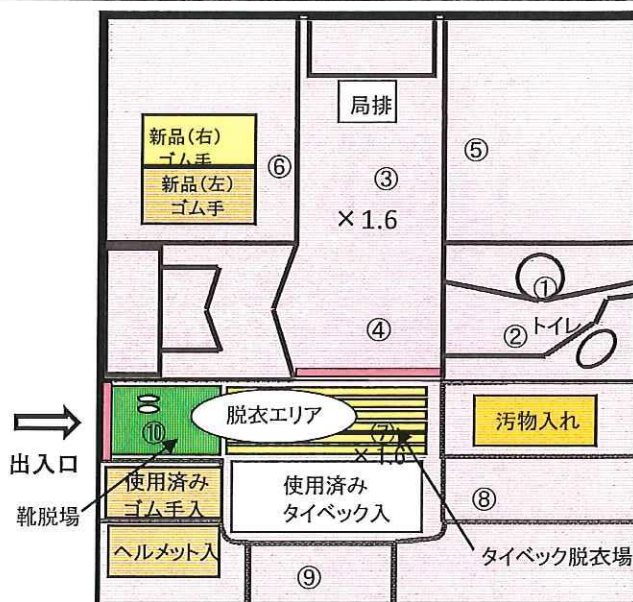 局排
新品(右)
ゴム手
新品(左)
ゴム手
⑥
③
⑤
×1.6
①
④
②
トイレ
出入口
⑩
脱衣エリア
⑦
×1.6
汚物入れ
靴脱場
使用済み
ゴム手入
使用済み
タイベック入
⑧
ヘルメット入
⑨
タイベック脱衣場